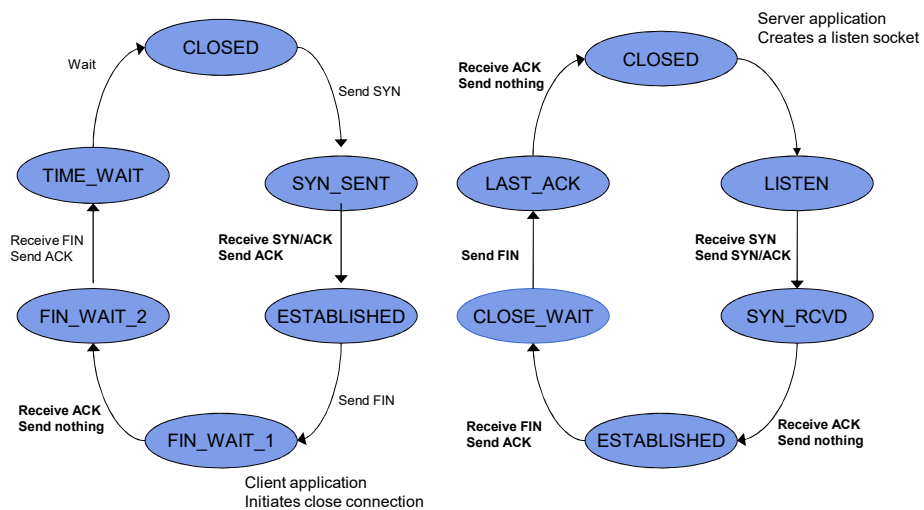 CLOSED
Wait
Send SYN
TIME_WAIT
SYN_SENT
Receive SYN/ACK
Send ACK
Receive FIN
Send ACK
FIN_WAIT_2
ESTABLISHED
Send FIN
Receive ACK
Send nothing
FIN_WAIT_1
Client application
Initiates close connection
Server application
Creates a listen socket
CLOSED
Receive ACK
Send nothing
LAST_ACK
LISTEN
Send FIN
Receive SYN
Send SYN/ACK
CLOSE_WAIT
SYN_RCVD
Receive FIN
Send ACK
Receive ACK
Send nothing
ESTABLISHED